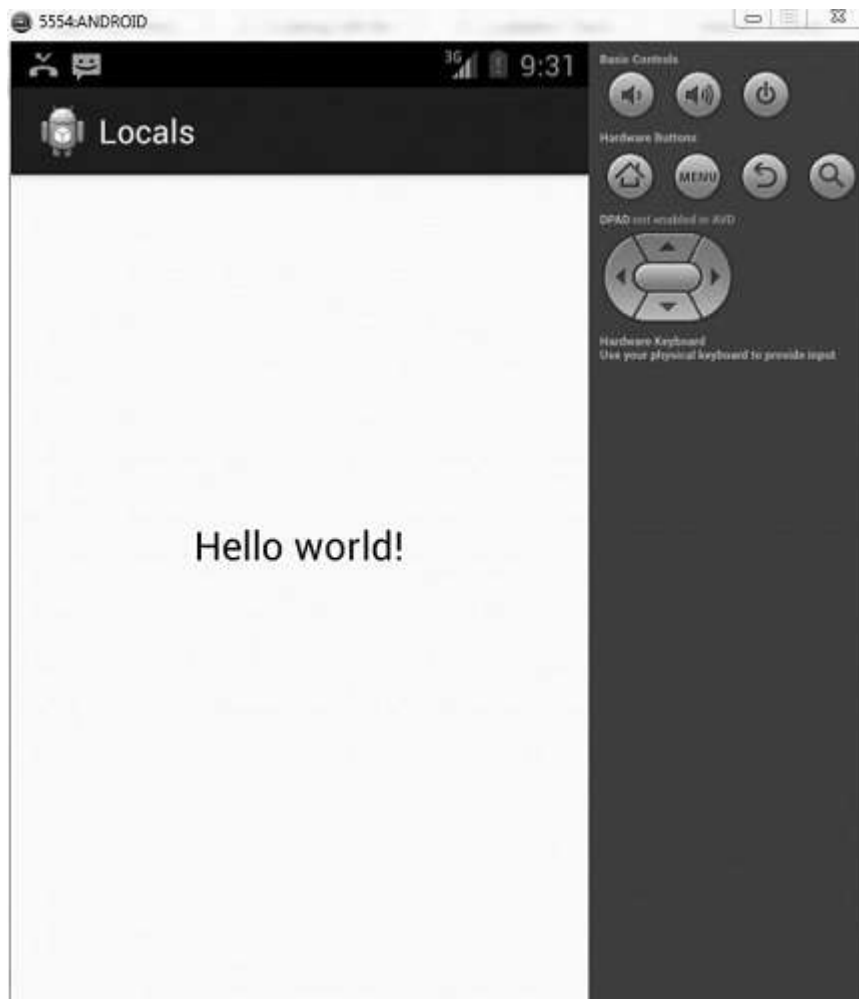 5554:ANDROID
3G 9:31
Locals
Hello world!
Basic Controls
Hardware Buttons
MENU
DPAD not enabled in AVD
Hardware Keyboard
Use your physical keyboard to provide input